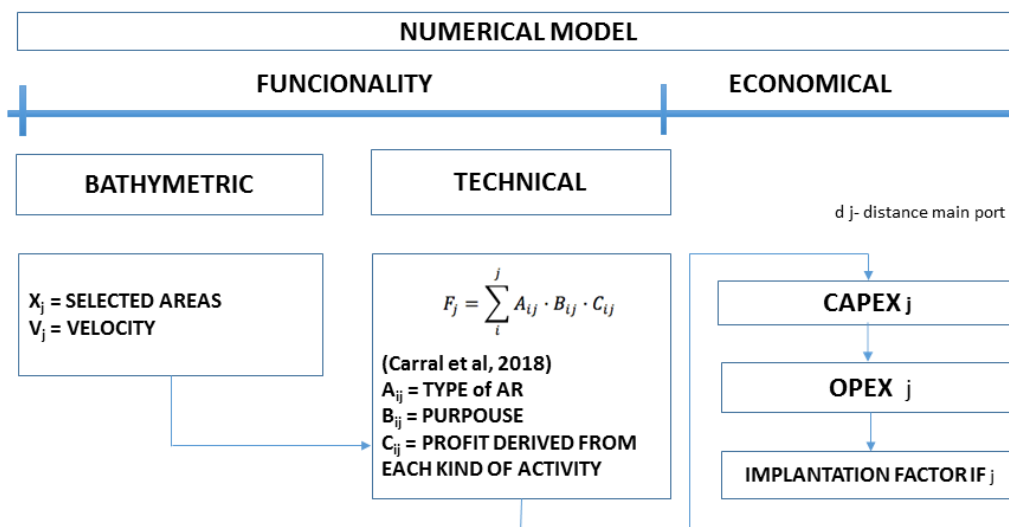 NUMERICAL MODEL
FUNCIONALITY
ECONOMICAL
BATHYMETRIC
TECHNICAL
d j- distance main port
Xj = SELECTED AREAS
Vj = VELOCITY
Fj = ∑ij Aij · Bij · Cij
(Carral et al, 2018)
Aij = TYPE of AR
Bij = PURPOUSE
Cij = PROFIT DERIVED FROM
EACH KIND OF ACTIVITY
CAPEX j
OPEX j
IMPLANTATION FACTOR IF j